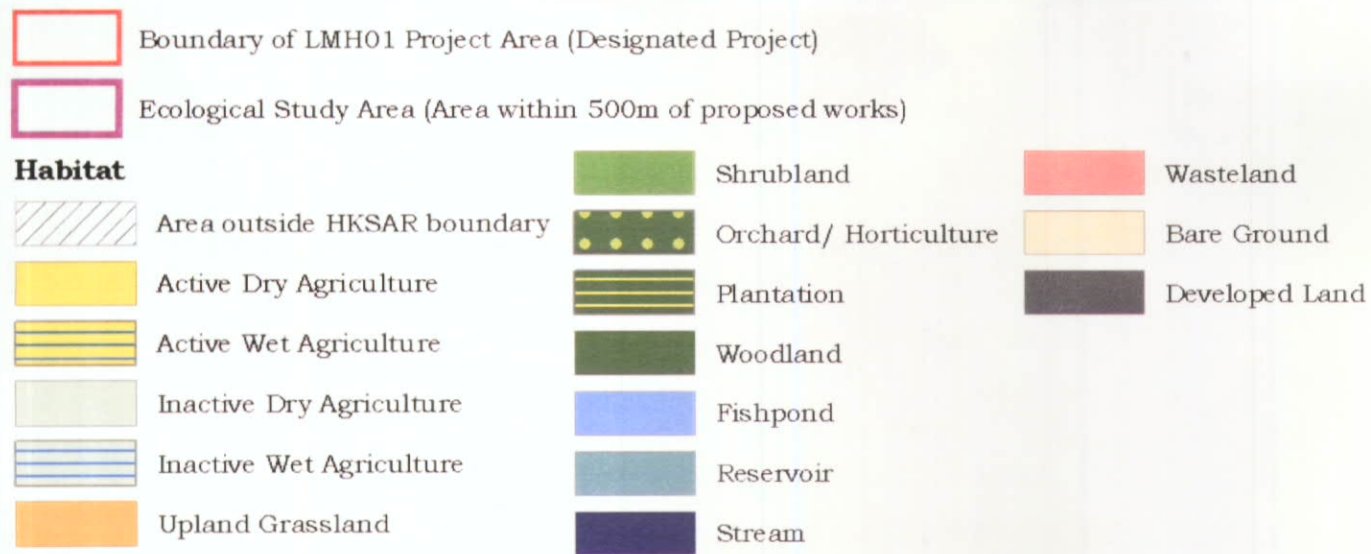 Boundary of LMH01 Project Area (Designated Project)
Ecological Study Area (Area within 500m of proposed works)
Habitat
Area outside HKSAR boundary
Active Dry Agriculture
Active Wet Agriculture
Inactive Dry Agriculture
Inactive Wet Agriculture
Upland Grassland
Shrubland
Orchard/ Horticulture
Plantation
Woodland
Fishpond
Reservoir
Stream
Wasteland
Bare Ground
Developed Land